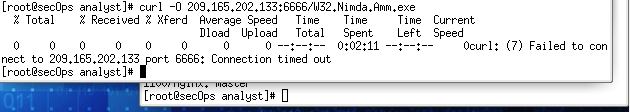 [root@secOps analyst]# curl -O 209.165.202.133:6666/W32.Nimda.Amm.exe
% Total % Received % Xferd Average Speed Time Time Time Current
Dload Upload Total Spent Left Speed
0 0 0 0 0 0 0 0 --:--:-- 0:02:11 --:--:-- 0curl: (7) Failed to con
nect to 209.165.202.133 port 6666: Connection timed out
[root@secOps analyst]#
1100/nginx: master
[root@secOps analyst]#